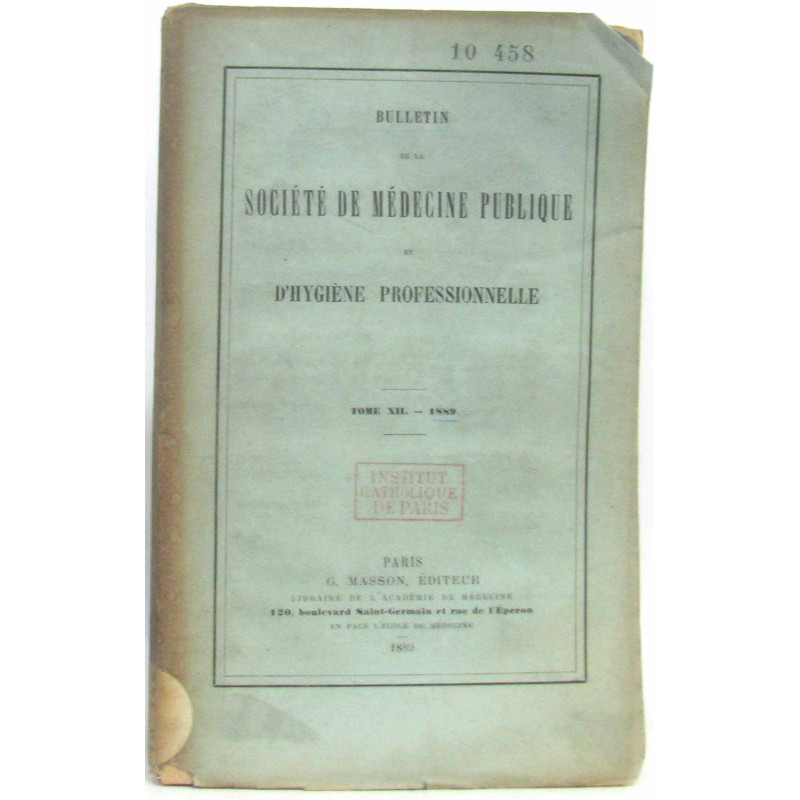 10 458
BULLETIN
DE LA
SOCIÉTÉ DE MÉDECINE PUBLIQUE
ET
D'HYGIÈNE PROFESSIONNELLE
TOME XII. — 1889
INSTITUT
CATHOLIQUE
DE PARIS
PARIS
G. MASSON, ÉDITEUR
LIBRAIRE DE L'ACADÉMIE DE MÉDECINE
120, boulevard Saint-Germain et rue de l'Éperon
EN FACE L'ÉCOLE DE MÉDECINE
1889